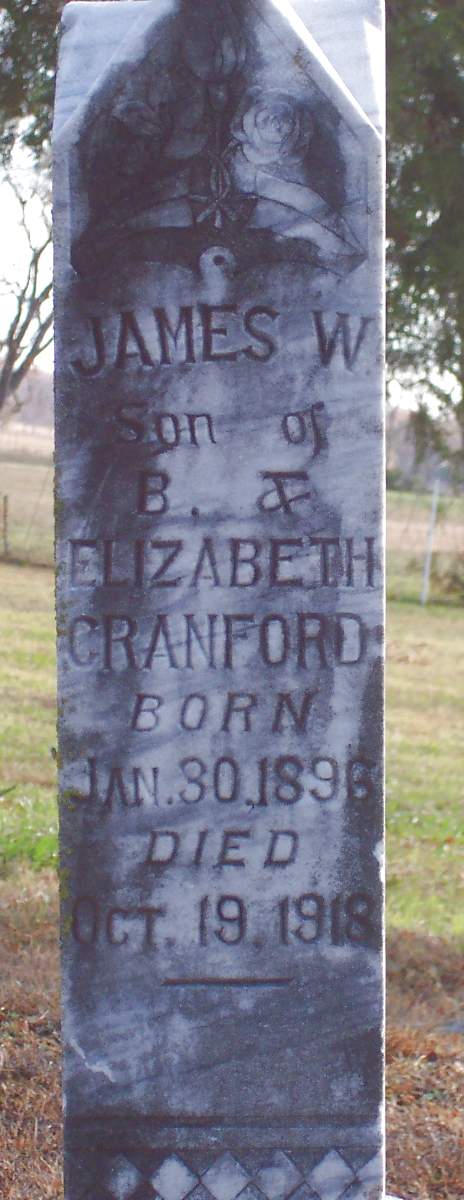 JAMES W
Son of
B. &
ELIZABETH
CRANFORD
BORN
JAN. 30, 1896
DIED
OCT. 19, 1918